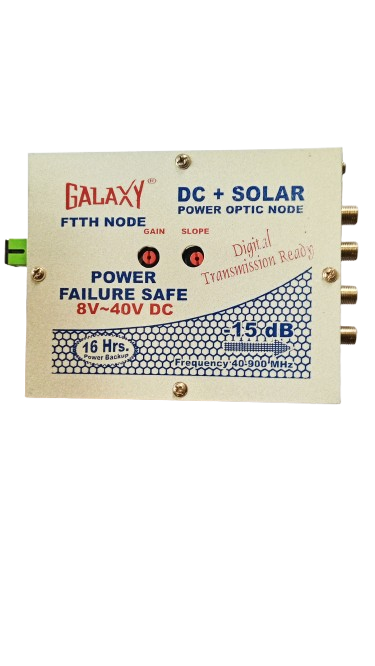 GALAXY®
DC + SOLAR
FTTH NODE
POWER OPTIC NODE
GAIN
SLOPE
Digital
Transmission Ready
POWER
FAILURE SAFE
8V~40V DC
-15 dB
16 Hrs.
Power Backup
Frequency 40-900 MHz